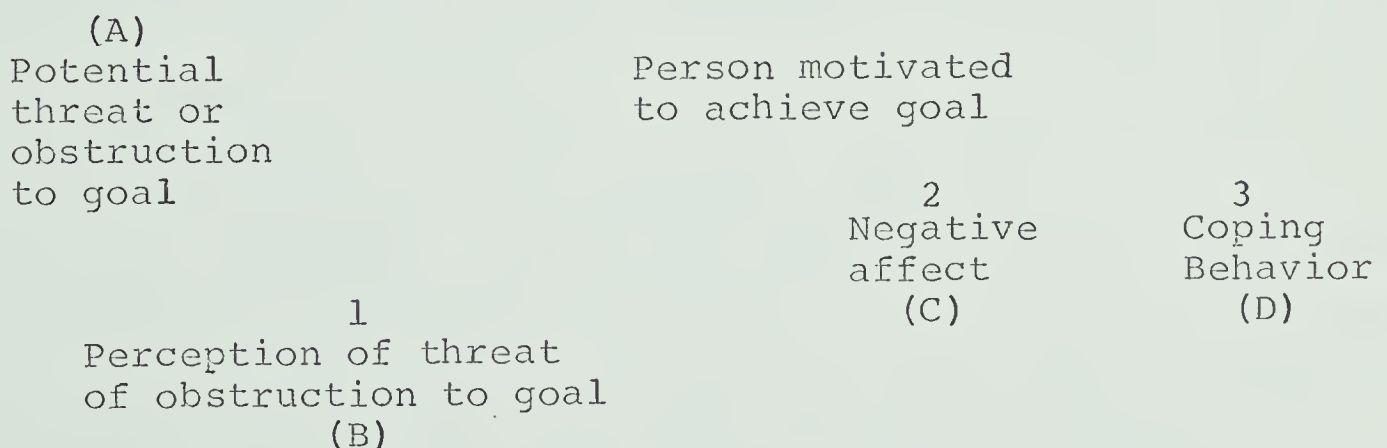 (A)
Potential
threat or
obstruction
to goal
Person motivated
to achieve goal
2
Negative
affect
(C)
3
Coping
Behavior
(D)
1
Perception of threat
of obstruction to goal
(B)